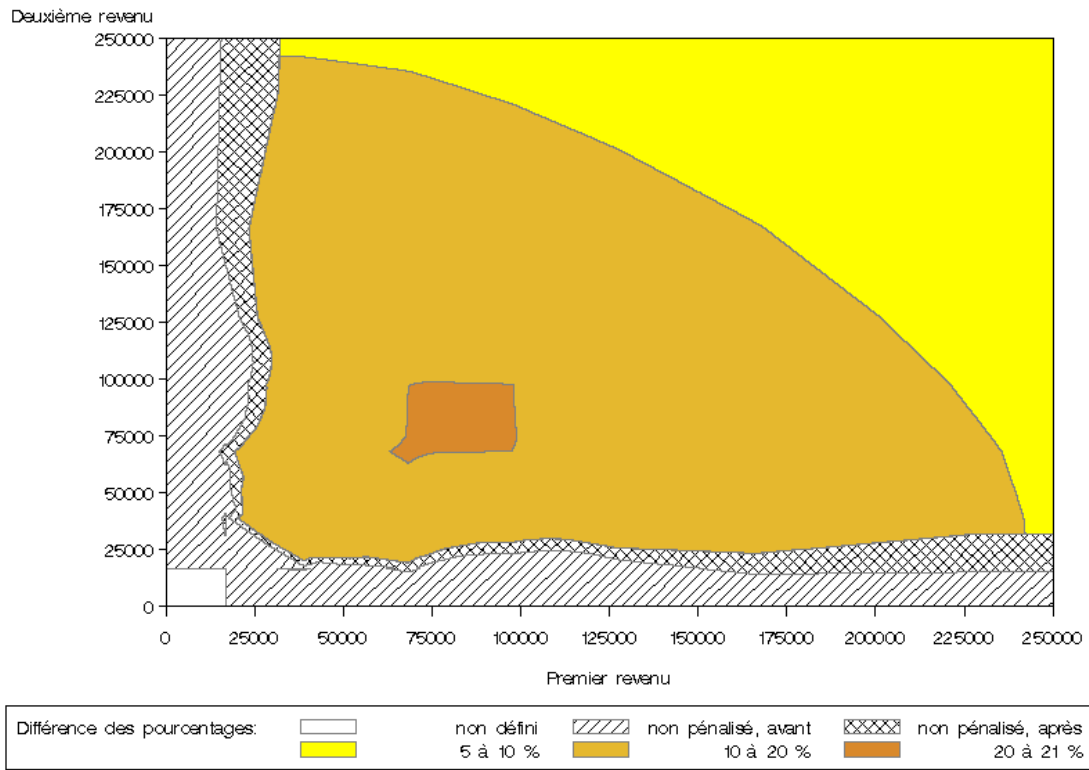 Deuxième revenu
250000
225000
200000
175000
150000
125000
100000
75000
50000
25000
0
0 25000 50000 75000 100000 125000 150000 175000 200000 225000 250000
Premier revenu
Différence des pourcentages: non défini non pénalisé, avant non pénalisé, après
5 à 10 % 10 à 20 % 20 à 21 %